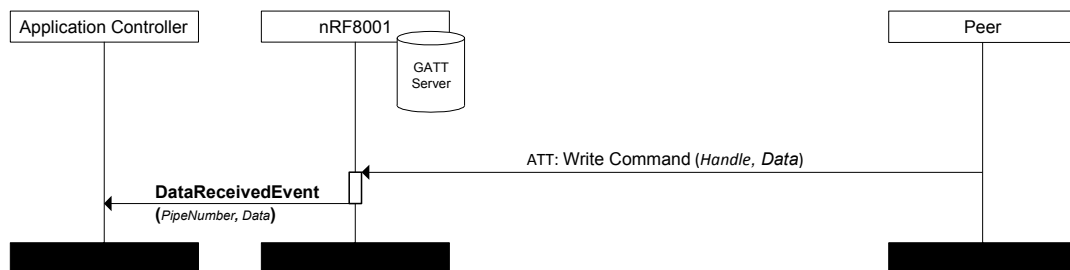 Application Controller
nRF8001
Peer
GATT
Server
ATT: Write Command (Handle, Data)
DataReceivedEvent
(PipeNumber, Data)